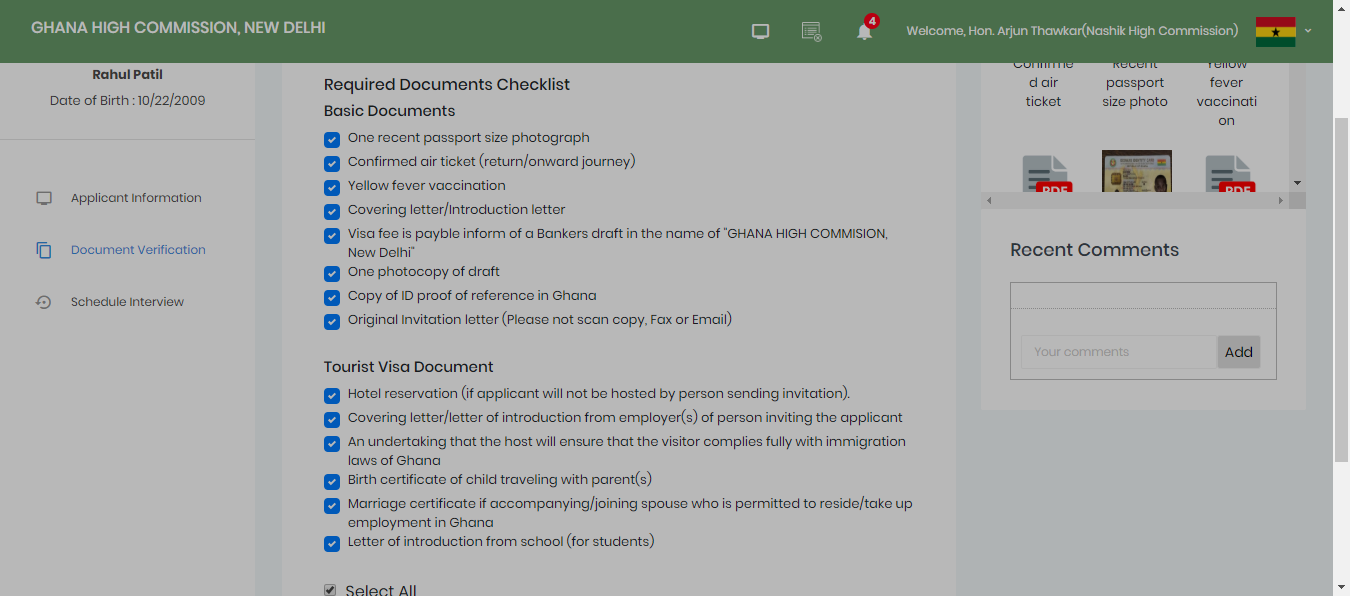 GHANA HIGH COMMISSION, NEW DELHI
4
Welcome, Hon. Arjun Thawkar(Nashik High Commission)
Rahul Patil
Date of Birth : 10/22/2009
Applicant Information
Document Verification
Schedule Interview
Required Documents Checklist
Basic Documents
One recent passport size photograph
Confirmed air ticket (return/onward journey)
Yellow fever vaccination
Covering letter/Introduction letter
Visa fee is payble inform of a Bankers draft in the name of "GHANA HIGH COMMISION,
New Delhi"
One photocopy of draft
Copy of ID proof of reference in Ghana
Original Invitation letter (Please not scan copy, Fax or Email)
Tourist Visa Document
Hotel reservation (if applicant will not be hosted by person sending invitation).
Covering letter/letter of introduction from employer(s) of person inviting the applicant
An undertaking that the host will ensure that the visitor complies fully with immigration
laws of Ghana
Birth certificate of child traveling with parent(s)
Marriage certificate if accompanying/joining spouse who is permitted to reside/take up
employment in Ghana
Letter of introduction from school (for students)
Select All
Confirme
d air
ticket
Recent
passport
size photo
Yellow
fever
vaccinati
on
PDF
PDF
Recent Comments
Your comments
Add